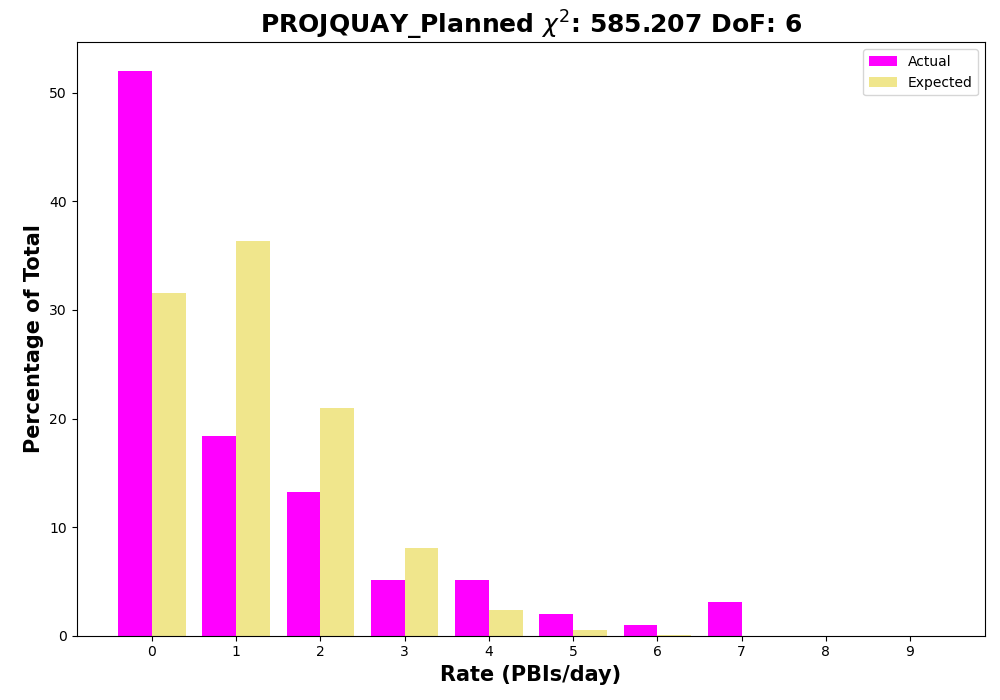 PROJQUAY_Planned χ²: 585.207 DoF: 6
Actual
Expected
Percentage of Total
50
40
30
20
10
0
0 1 2 3 4 5 6 7 8 9
Rate (PBIs/day)